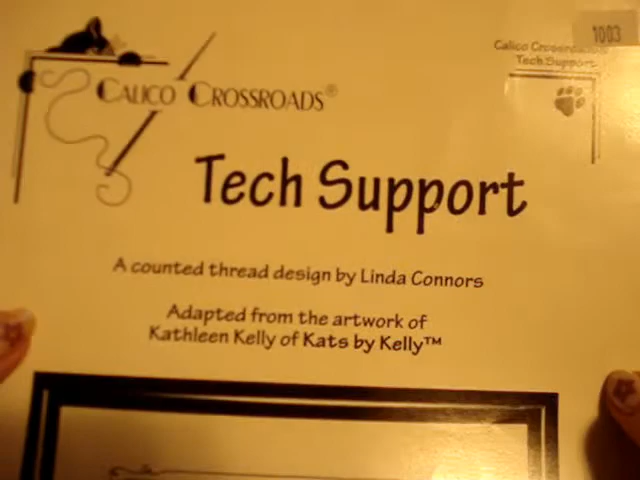 1003
Calico Crossroads
Tech Support
CALICO CROSSROADS®
Tech Support
A counted thread design by Linda Connors
Adapted from the artwork of
Kathleen Kelly of Kats by Kelly™